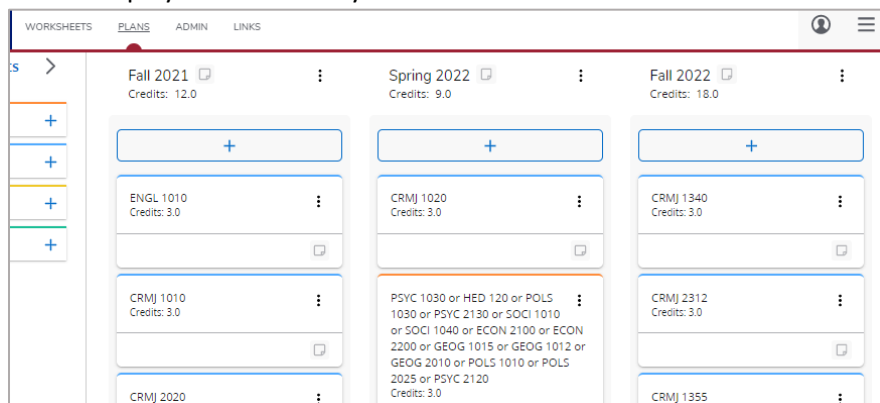 WORKSHEETS PLANS ADMIN LINKS
Fall 2021
Credits: 12.0
ENGL 1010
Credits: 3.0
CRMJ 1010
Credits: 3.0
CRMJ 2020
Spring 2022
Credits: 9.0
CRMJ 1020
Credits: 3.0
PSYC 1030 or HED 120 or POLS
1030 or PSYC 2130 or SOCI 1010
or SOCI 1040 or ECON 2100 or ECON
2200 or GEOG 1015 or GEOG 1012 or
GEOG 2010 or POLS 1010 or POLS
2025 or PSYC 2120
Credits: 3.0
Fall 2022
Credits: 18.0
CRMJ 1340
Credits: 3.0
CRMJ 2312
Credits: 3.0
CRMJ 1355